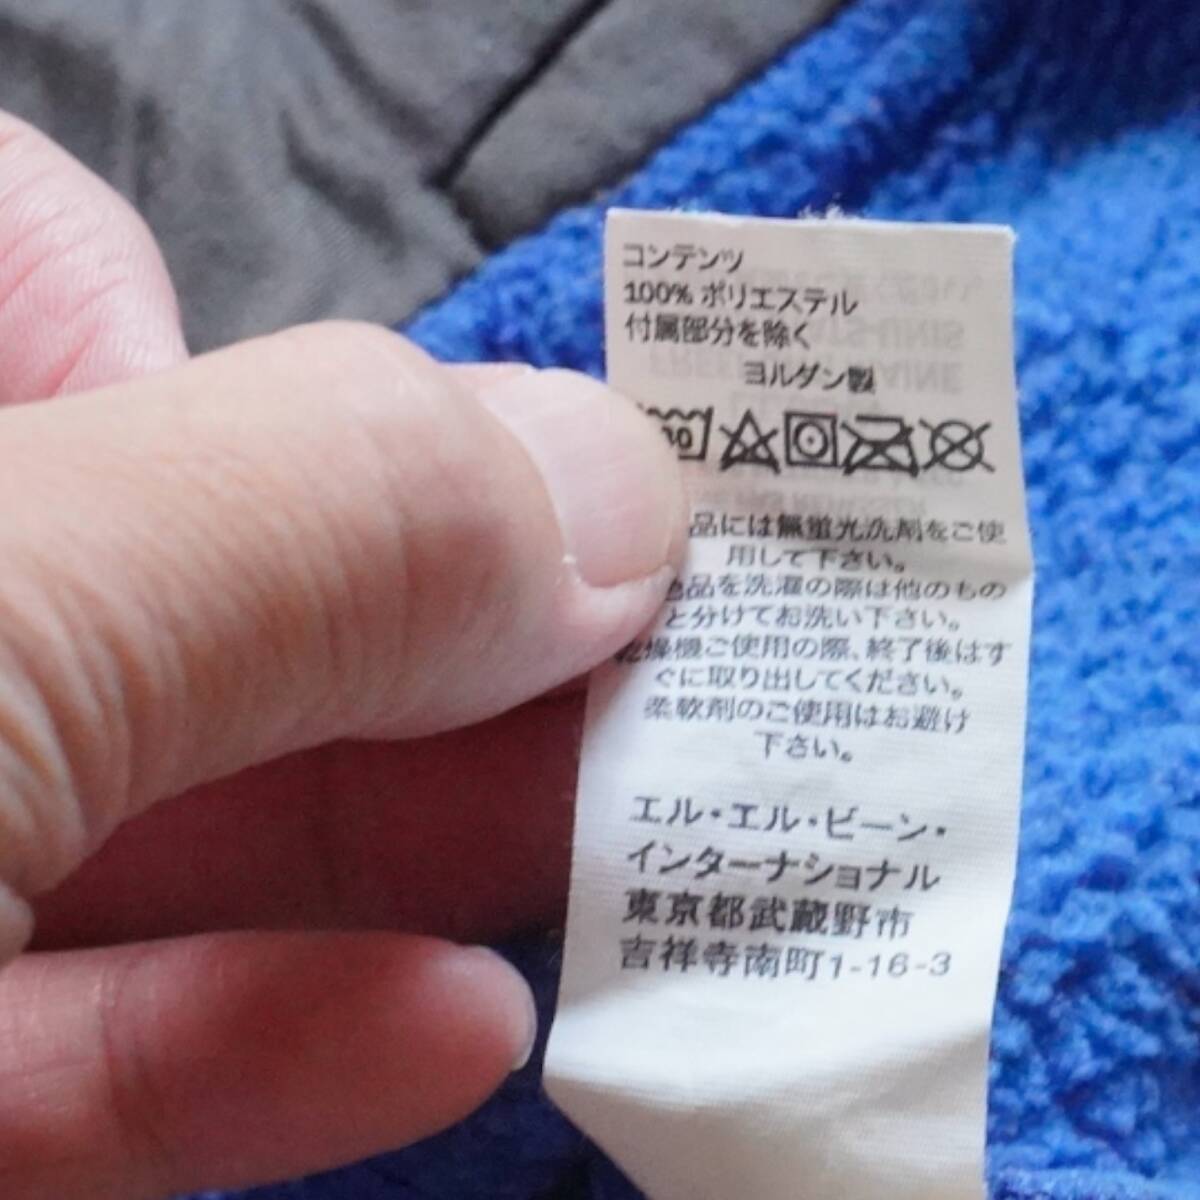 コンテンツ
100% ポリエステル
付属部分を除く
ヨルダン製
品には無蛍光洗剤をご使
用して下さい。
色品を洗濯の際は他のもの
と分けてお洗い下さい。
乾燥機ご使用の際、終了後はす
ぐに取り出してください。
柔軟剤のご使用はお避け
下さい。
エル・エル・ビーン・
インターナショナル
東京都武蔵野市
吉祥寺南町1-16-3